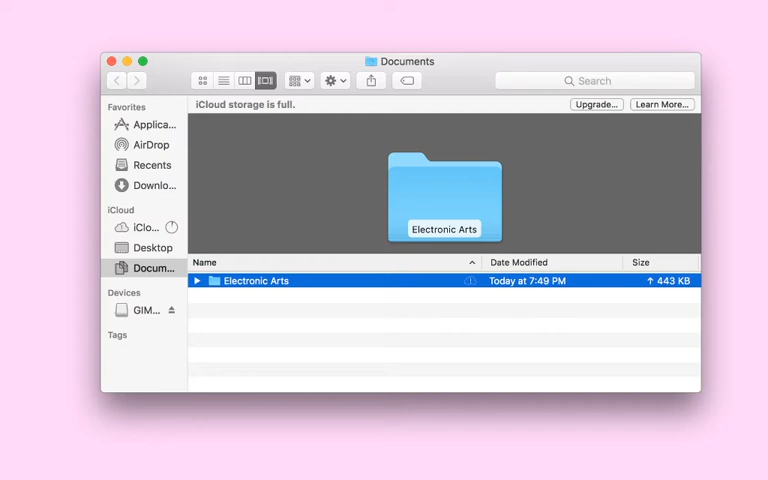 Documents
Search
Favorites
Applica...
AirDrop
Recents
Downlo...
iCloud
iClo...
Desktop
Docum...
Devices
GIM...
Tags
iCloud storage is full.
Upgrade...
Learn More...
Electronic Arts
Name
Date Modified
Size
Electronic Arts
Today at 7:49 PM
443 KB